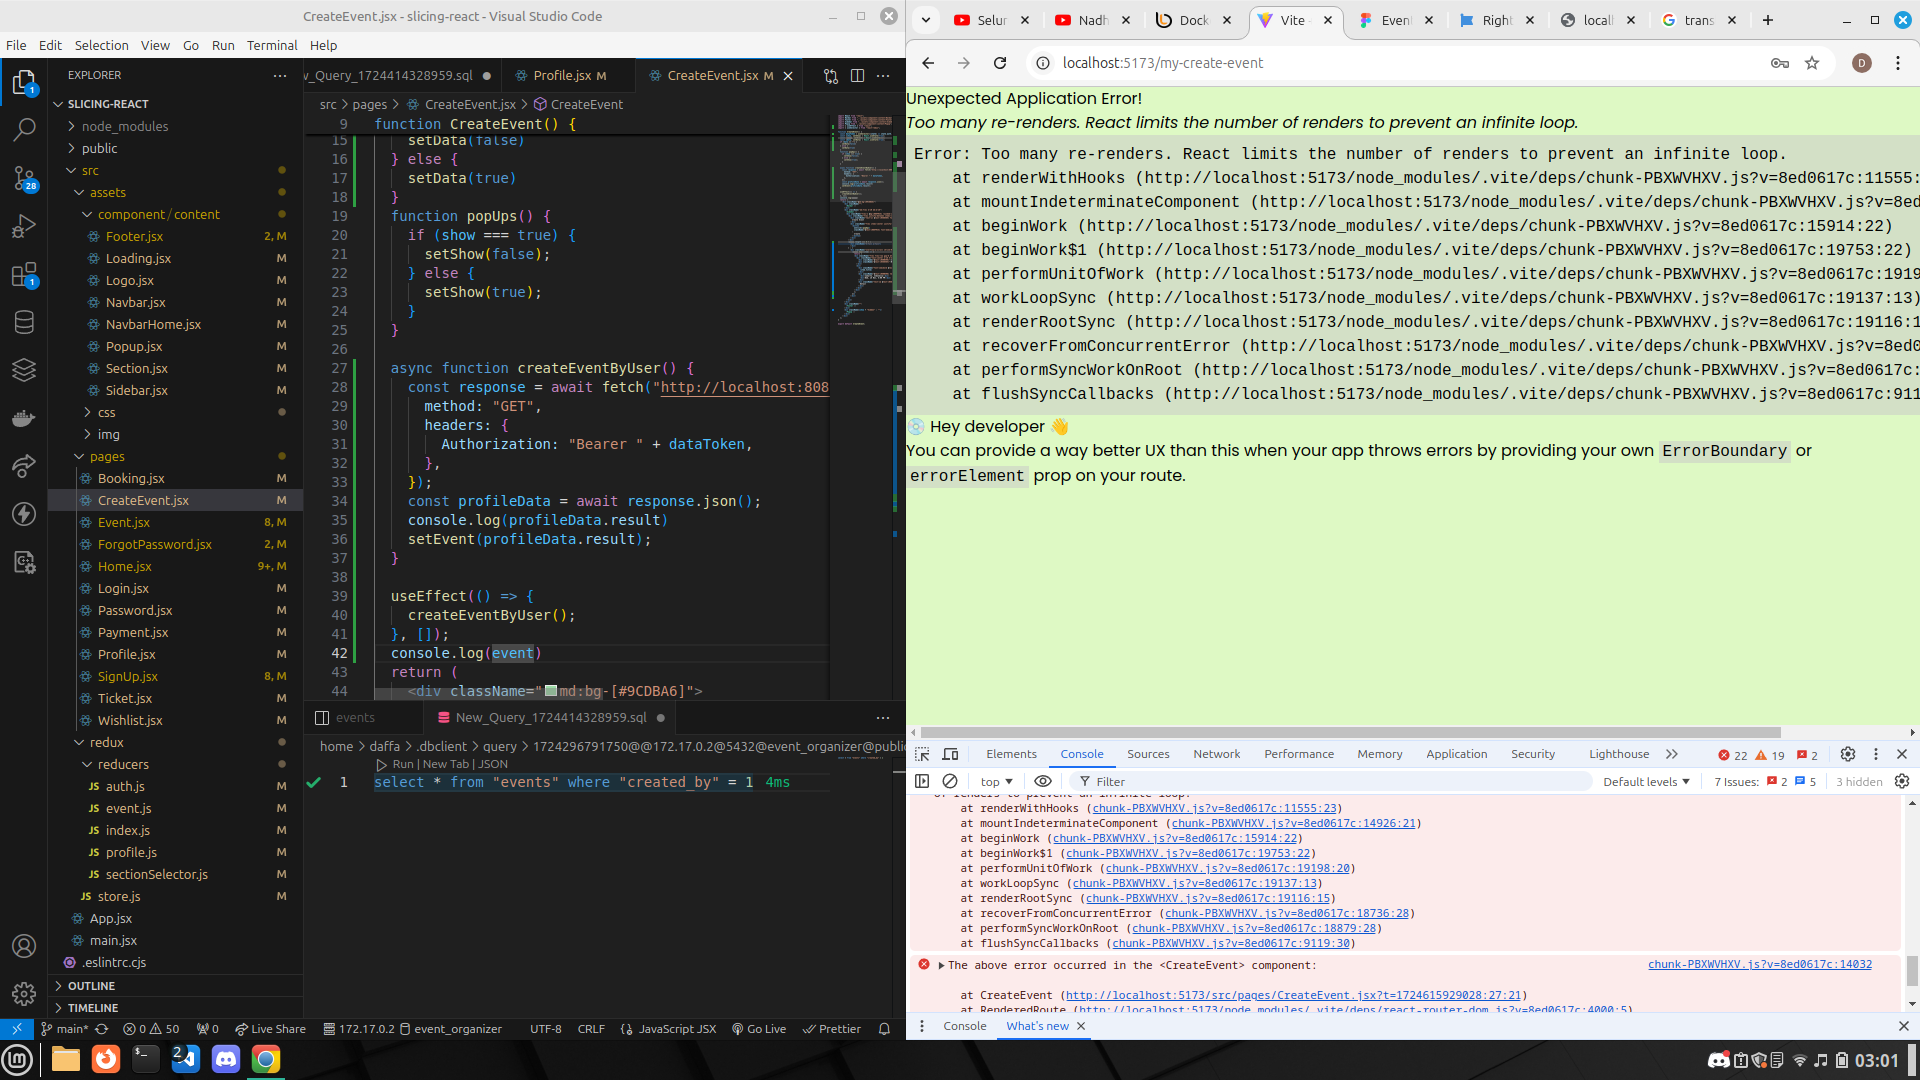 CreateEvent.jsx - slicing-react - Visual Studio Code
File Edit Selection View Go Run Terminal Help
EXPLORER
SLICING-REACT
node_modules
public
src
assets
component / content
Footer.jsx 2, M
Loading.jsx M
Logo.jsx M
Navbar.jsx M
NavbarHome.jsx M
Popup.jsx M
Section.jsx M
Sidebar.jsx M
css
img
pages
Booking.jsx M
CreateEvent.jsx M
Event.jsx 8, M
ForgotPassword.jsx 2, M
Home.jsx 9+, M
Login.jsx M
Password.jsx M
Payment.jsx M
Profile.jsx M
SignUp.jsx 8, M
Ticket.jsx M
Wishlist.jsx M
redux
reducers
JS auth.js M
JS event.js M
JS index.js M
JS profile.js M
JS sectionSelector.js M
JS store.js M
App.jsx M
main.jsx M
.eslintrc.cjs
OUTLINE
TIMELINE
1
28
1
w_Query_1724414328959.sql
Profile.jsx M
CreateEvent.jsx M
src > pages > CreateEvent.jsx > CreateEvent
9 function CreateEvent() {
15 setData(false)
16 } else {
17 setData(true)
18 }
19 function popUps() {
20 if (show === true) {
21 setShow(false);
22 } else {
23 setShow(true);
24 }
25 }
26
27 async function createEventByUser() {
28 const response = await fetch("http://localhost:808
29 method: "GET",
30 headers: {
31 Authorization: "Bearer " + dataToken,
32 },
33 });
34 const profileData = await response.json();
35 console.log(profileData.result)
36 setEvent(profileData.result);
37 }
38
39 useEffect(() => {
40 createEventByUser();
41 }, []);
42 console.log(event)
43 return (
44 <div className="md:bg-[#9CDBA6]">
events
New_Query_1724414328959.sql
home > daffa > .dbclient > query > 1724296791750@@172.17.0.2@5432@event_organizer@public
Run | New Tab | JSON
1 select * from "events" where "created_by" = 1 4ms
main* 0 50 0 Live Share 172.17.0.2 event_organizer UTF-8 CRLF JavaScript JSX Go Live Prettier
Selur
Nadh
Dock
Vite
Even
Right
locall
trans
localhost:5173/my-create-event
D
Unexpected Application Error!
Too many re-renders. React limits the number of renders to prevent an infinite loop.
Error: Too many re-renders. React limits the number of renders to prevent an infinite loop.
at renderWithHooks (http://localhost:5173/node_modules/.vite/deps/chunk-PBXWVHXV.js?v=8ed0617c:11555:
at mountIndeterminateComponent (http://localhost:5173/node_modules/.vite/deps/chunk-PBXWVHXV.js?v=8ed
at beginWork (http://localhost:5173/node_modules/.vite/deps/chunk-PBXWVHXV.js?v=8ed0617c:15914:22)
at beginWork$1 (http://localhost:5173/node_modules/.vite/deps/chunk-PBXWVHXV.js?v=8ed0617c:19753:22)
at performUnitOfWork (http://localhost:5173/node_modules/.vite/deps/chunk-PBXWVHXV.js?v=8ed0617c:1919
at workLoopSync (http://localhost:5173/node_modules/.vite/deps/chunk-PBXWVHXV.js?v=8ed0617c:19137:13)
at renderRootSync (http://localhost:5173/node_modules/.vite/deps/chunk-PBXWVHXV.js?v=8ed0617c:19116:1
at recoverFromConcurrentError (http://localhost:5173/node_modules/.vite/deps/chunk-PBXWVHXV.js?v=8ed0
at performSyncWorkOnRoot (http://localhost:5173/node_modules/.vite/deps/chunk-PBXWVHXV.js?v=8ed0617c:
at flushSyncCallbacks (http://localhost:5173/node_modules/.vite/deps/chunk-PBXWVHXV.js?v=8ed0617c:911
💿 Hey developer 👋
You can provide a way better UX than this when your app throws errors by providing your own ErrorBoundary or
errorElement prop on your route.
Elements Console Sources Network Performance Memory Application Security Lighthouse 22 19 2
top Filter Default levels 7 Issues: 2 5 3 hidden
of renders to prevent an infinite loop.
at renderWithHooks (chunk-PBXWVHXV.js?v=8ed0617c:11555:23)
at mountIndeterminateComponent (chunk-PBXWVHXV.js?v=8ed0617c:14926:21)
at beginWork (chunk-PBXWVHXV.js?v=8ed0617c:15914:22)
at beginWork$1 (chunk-PBXWVHXV.js?v=8ed0617c:19753:22)
at performUnitOfWork (chunk-PBXWVHXV.js?v=8ed0617c:19198:20)
at workLoopSync (chunk-PBXWVHXV.js?v=8ed0617c:19137:13)
at renderRootSync (chunk-PBXWVHXV.js?v=8ed0617c:19116:15)
at recoverFromConcurrentError (chunk-PBXWVHXV.js?v=8ed0617c:18736:28)
at performSyncWorkOnRoot (chunk-PBXWVHXV.js?v=8ed0617c:18879:28)
at flushSyncCallbacks (chunk-PBXWVHXV.js?v=8ed0617c:9119:30)
The above error occurred in the <CreateEvent> component: chunk-PBXWVHXV.js?v=8ed0617c:14032
at CreateEvent (http://localhost:5173/src/pages/CreateEvent.jsx?t=1724615929028:27:21)
at RenderedRoute (http://localhost:5173/node_modules/.vite/deps/react-router-dom.js?v=8ed0617c:4000:5)
Console What's new
2
03:01